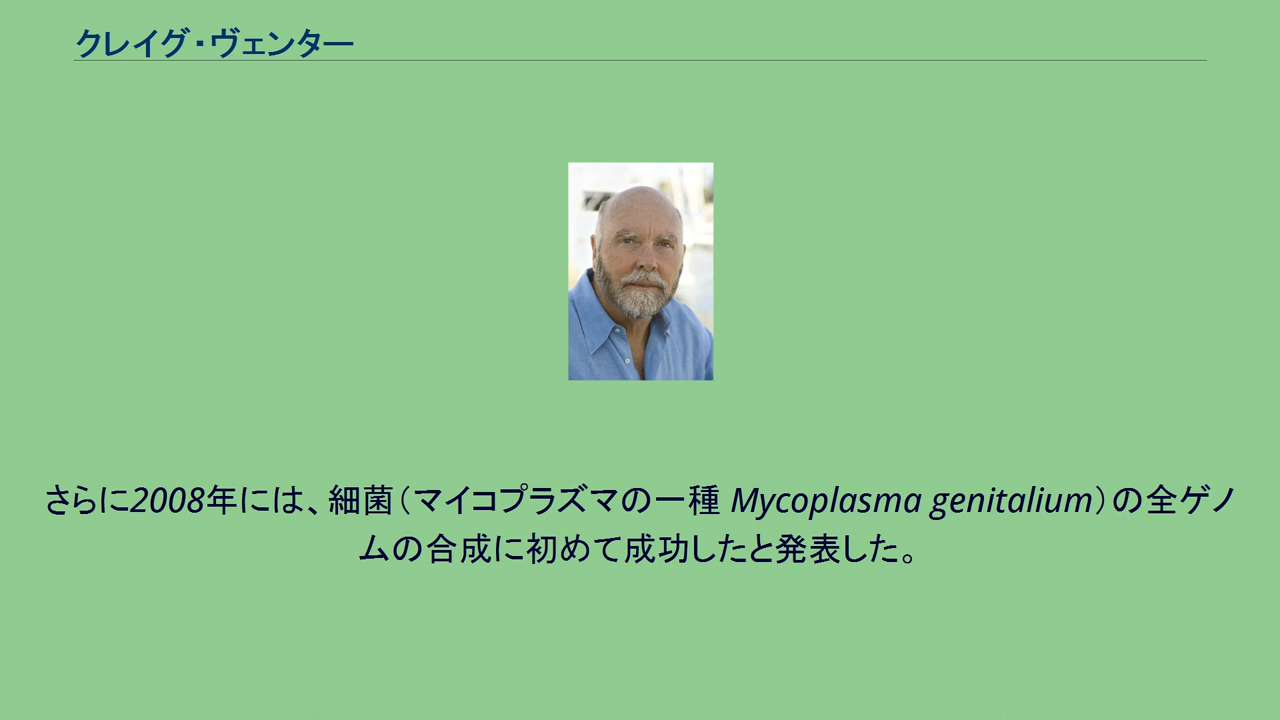 クレイグ・ヴェンター
さらに2008年には、細菌（マイコプラズマの一種 Mycoplasma genitalium）の全ゲノ
ムの合成に初めて成功したと発表した。